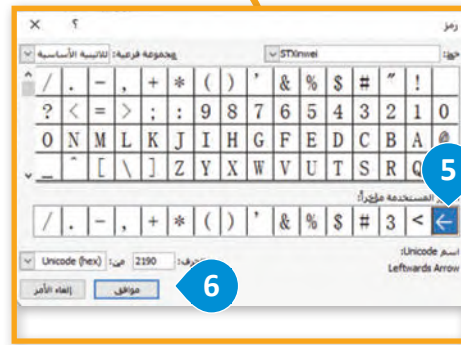 رمز ؟ ×
خط: STXinwei مجموعة فرعية: اللاتينية الأساسية
/ . - , + * ( ) ' & % $ # " !
? < = > ; : 9 8 7 6 5 4 3 2 1 0
O N M L K J I H G F E D C B A @
_ ^ [ \ ] Z Y X W V U T S R Q
5
المستخدمة مؤخراً:
/ . - , + * ( ) ' & % $ # 3 < ←
اسم Unicode:
Leftwards Arrow
2190 من: Unicode (hex)
موافق إلغاء الأمر
6